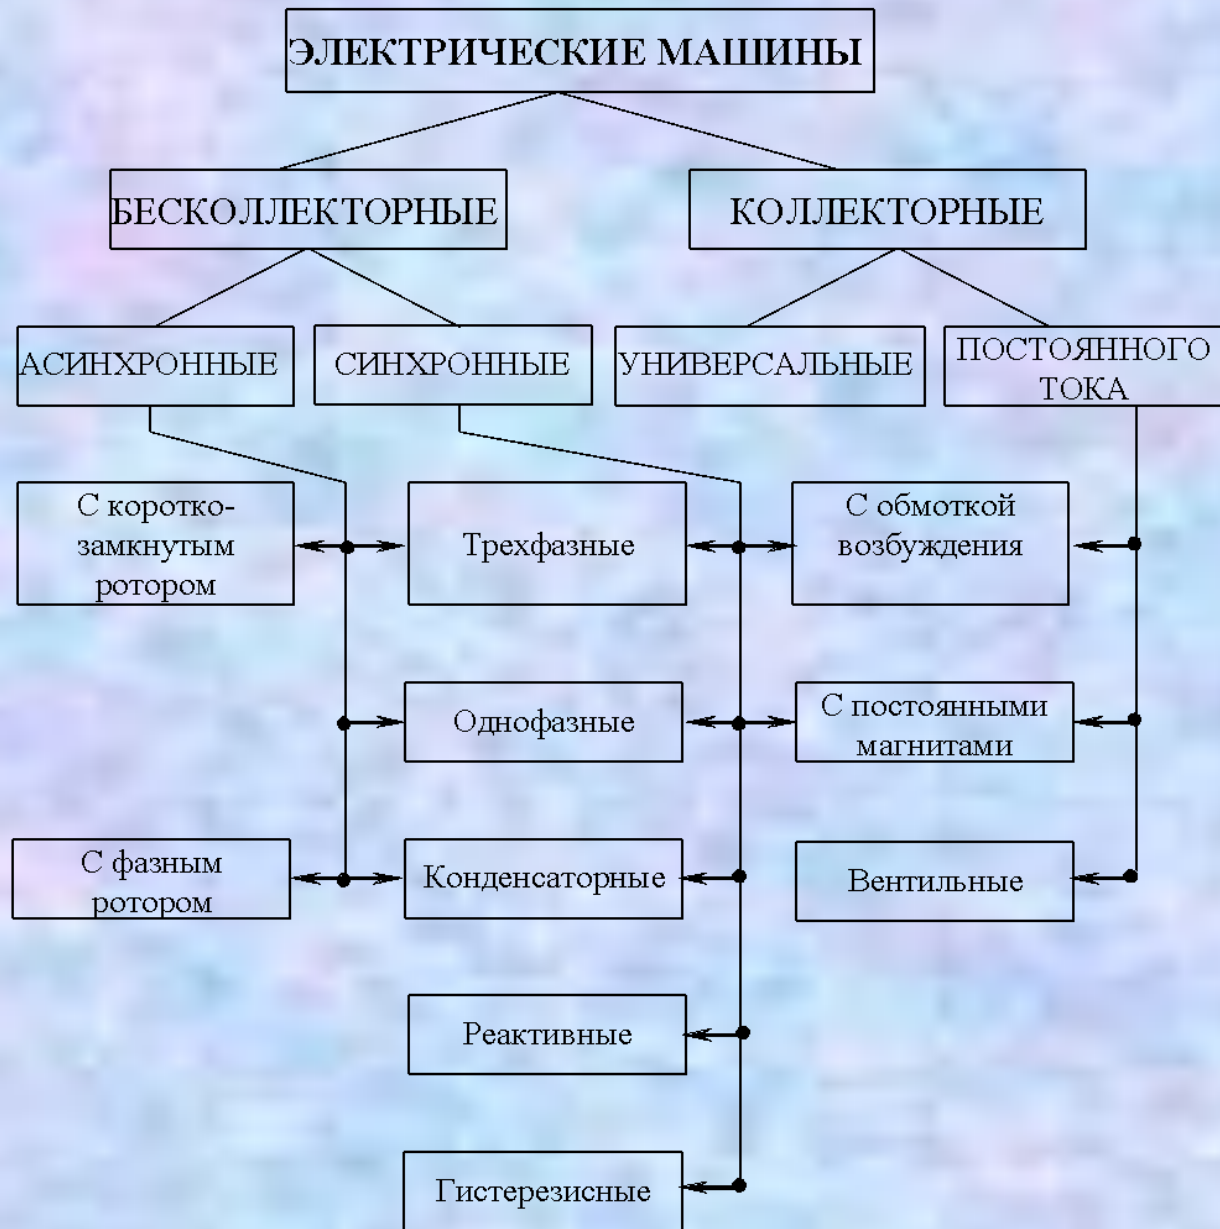 ЭЛЕКТРИЧЕСКИЕ МАШИНЫ
БЕСКОЛЛЕКТОРНЫЕ
КОЛЛЕКТОРНЫЕ
АСИНХРОННЫЕ
СИНХРОННЫЕ
УНИВЕРСАЛЬНЫЕ
ПОСТОЯННОГО
ТОКА
С коротко-
замкнутым
ротором
Трехфазные
С обмоткой
возбуждения
Однофазные
С постоянными
магнитами
С фазным
ротором
Конденсаторные
Вентильные
Реактивные
Гистерезисные